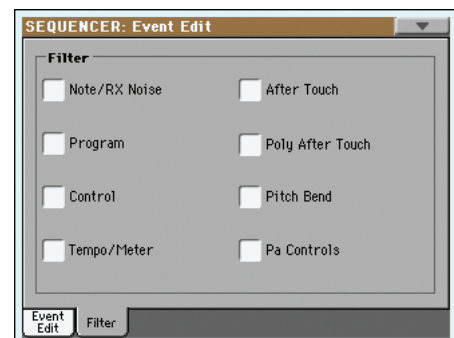 SEQUENCER: Event Edit
Filter
Note/RX Noise
After Touch
Program
Poly After Touch
Control
Pitch Bend
Tempo/Meter
Pa Controls
Event
Edit
Filter